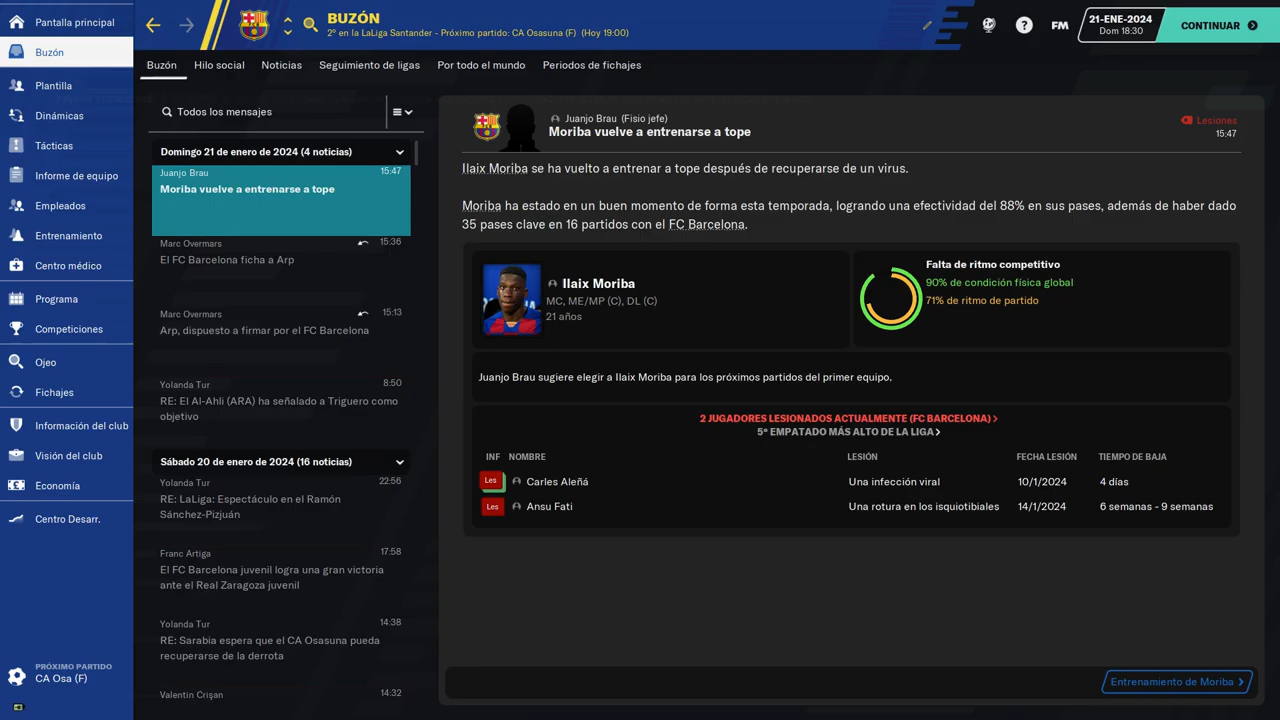 Pantalla principal
Buzón
Plantilla
Dinámicas
Tácticas
Informe de equipo
Empleados
Entrenamiento
Centro médico
Programa
Competiciones
Ojeo
Fichajes
Información del club
Visión del club
Economía
Centro Desarr.
PRÓXIMO PARTIDO
CA Osa (F)
BUZÓN
2º en la LaLiga Santander - Próximo partido: CA Osasuna (F) (Hoy 19:00)
FM
21-ENE-2024
Dom 18:30
CONTINUAR
Buzón Hilo social Noticias Seguimiento de ligas Por todo el mundo Periodos de fichajes
Todos los mensajes
Domingo 21 de enero de 2024 (4 noticias)
Juanjo Brau 15:47
Moriba vuelve a entrenarse a tope
Marc Overmars 15:36
El FC Barcelona ficha a Arp
Marc Overmars 15:13
Arp, dispuesto a firmar por el FC Barcelona
Yolanda Tur 8:50
RE: El Al-Ahli (ARA) ha señalado a Triguero como
objetivo
Sábado 20 de enero de 2024 (16 noticias)
Yolanda Tur 22:56
RE: LaLiga: Espectáculo en el Ramón
Sánchez-Pizjuán
Franc Artiga 17:58
El FC Barcelona juvenil logra una gran victoria
ante el Real Zaragoza juvenil
Yolanda Tur 14:38
RE: Sarabia espera que el CA Osasuna pueda
recuperarse de la derrota
Valentin Crişan 14:32
Juanjo Brau (Fisio jefe)
Moriba vuelve a entrenarse a tope
Lesiones
15:47
Ilaix Moriba se ha vuelto a entrenar a tope después de recuperarse de un virus.
Moriba ha estado en un buen momento de forma esta temporada, logrando una efectividad del 88% en sus pases, además de haber dado
35 pases clave en 16 partidos con el FC Barcelona.
Ilaix Moriba
MC, ME/MP (C), DL (C)
21 años
Falta de ritmo competitivo
90% de condición física global
71% de ritmo de partido
Juanjo Brau sugiere elegir a Ilaix Moriba para los próximos partidos del primer equipo.
2 JUGADORES LESIONADOS ACTUALMENTE (FC BARCELONA)
5º EMPATADO MÁS ALTO DE LA LIGA
INF NOMBRE LESIÓN FECHA LESIÓN TIEMPO DE BAJA
Les Carles Aleñá Una infección viral 10/1/2024 4 días
Les Ansu Fati Una rotura en los isquiotibiales 14/1/2024 6 semanas - 9 semanas
Entrenamiento de Moriba